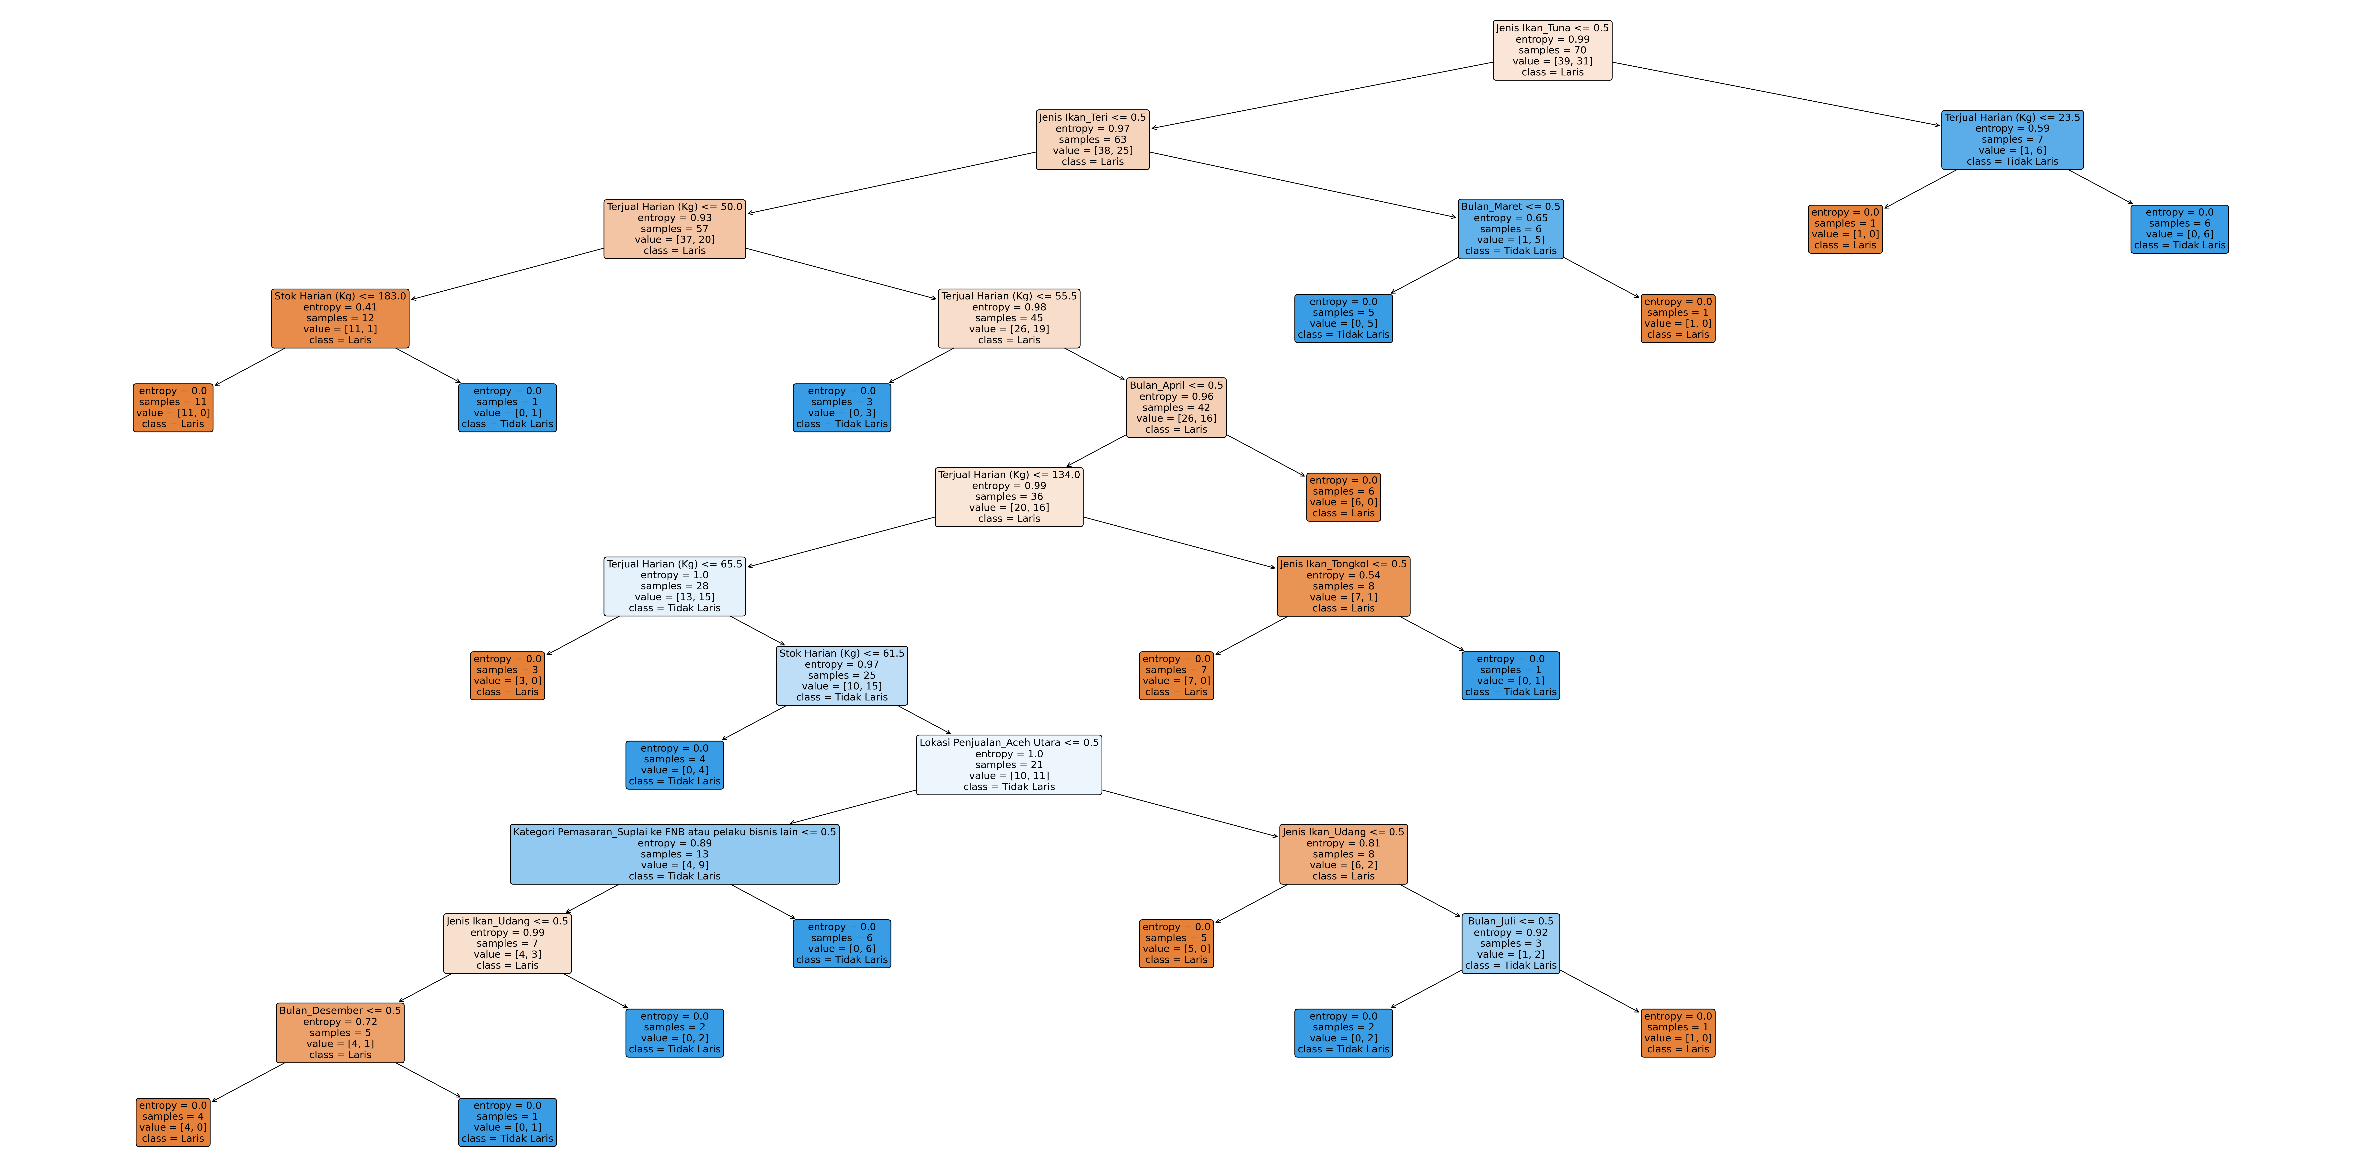 Jenis Ikan_Tuna <= 0.5
entropy = 0.99
samples = 70
value = [39, 31]
class = Laris
Jenis Ikan_Teri <= 0.5
entropy = 0.97
samples = 63
value = [38, 25]
class = Laris
Terjual Harian (Kg) <= 23.5
entropy = 0.59
samples = 7
value = [1, 6]
class = Tidak Laris
Terjual Harian (Kg) <= 50.0
entropy = 0.93
samples = 57
value = [37, 20]
class = Laris
Bulan_Maret <= 0.5
entropy = 0.65
samples = 6
value = [1, 5]
class = Tidak Laris
entropy = 0.0
samples = 1
value = [1, 0]
class = Laris
entropy = 0.0
samples = 6
value = [0, 6]
class = Tidak Laris
Stok Harian (Kg) <= 183.0
entropy = 0.41
samples = 12
value = [11, 1]
class = Laris
Terjual Harian (Kg) <= 55.5
entropy = 0.98
samples = 45
value = [26, 19]
class = Laris
entropy = 0.0
samples = 5
value = [0, 5]
class = Tidak Laris
entropy = 0.0
samples = 1
value = [1, 0]
class = Laris
entropy = 0.0
samples = 11
value = [11, 0]
class = Laris
entropy = 0.0
samples = 1
value = [0, 1]
class = Tidak Laris
entropy = 0.0
samples = 3
value = [0, 3]
class = Tidak Laris
Bulan_April <= 0.5
entropy = 0.96
samples = 42
value = [26, 16]
class = Laris
Terjual Harian (Kg) <= 134.0
entropy = 0.99
samples = 36
value = [20, 16]
class = Laris
entropy = 0.0
samples = 6
value = [6, 0]
class = Laris
Terjual Harian (Kg) <= 65.5
entropy = 1.0
samples = 28
value = [13, 15]
class = Tidak Laris
Jenis Ikan_Tongkol <= 0.5
entropy = 0.54
samples = 8
value = [7, 1]
class = Laris
entropy = 0.0
samples = 3
value = [3, 0]
class = Laris
Stok Harian (Kg) <= 61.5
entropy = 0.97
samples = 25
value = [10, 15]
class = Tidak Laris
entropy = 0.0
samples = 7
value = [7, 0]
class = Laris
entropy = 0.0
samples = 1
value = [0, 1]
class = Tidak Laris
entropy = 0.0
samples = 4
value = [0, 4]
class = Tidak Laris
Lokasi Penjualan_Aceh Utara <= 0.5
entropy = 1.0
samples = 21
value = [10, 11]
class = Tidak Laris
Kategori Pemasaran_Suplai ke FNB atau pelaku bisnis lain <= 0.5
entropy = 0.89
samples = 13
value = [4, 9]
class = Tidak Laris
Jenis Ikan_Udang <= 0.5
entropy = 0.81
samples = 8
value = [6, 2]
class = Laris
Jenis Ikan_Udang <= 0.5
entropy = 0.99
samples = 7
value = [4, 3]
class = Laris
entropy = 0.0
samples = 6
value = [0, 6]
class = Tidak Laris
entropy = 0.0
samples = 5
value = [5, 0]
class = Laris
Bulan_Juli <= 0.5
entropy = 0.92
samples = 3
value = [1, 2]
class = Tidak Laris
Bulan_Desember <= 0.5
entropy = 0.72
samples = 5
value = [4, 1]
class = Laris
entropy = 0.0
samples = 2
value = [0, 2]
class = Tidak Laris
entropy = 0.0
samples = 2
value = [0, 2]
class = Tidak Laris
entropy = 0.0
samples = 1
value = [1, 0]
class = Laris
entropy = 0.0
samples = 4
value = [4, 0]
class = Laris
entropy = 0.0
samples = 1
value = [0, 1]
class = Tidak Laris